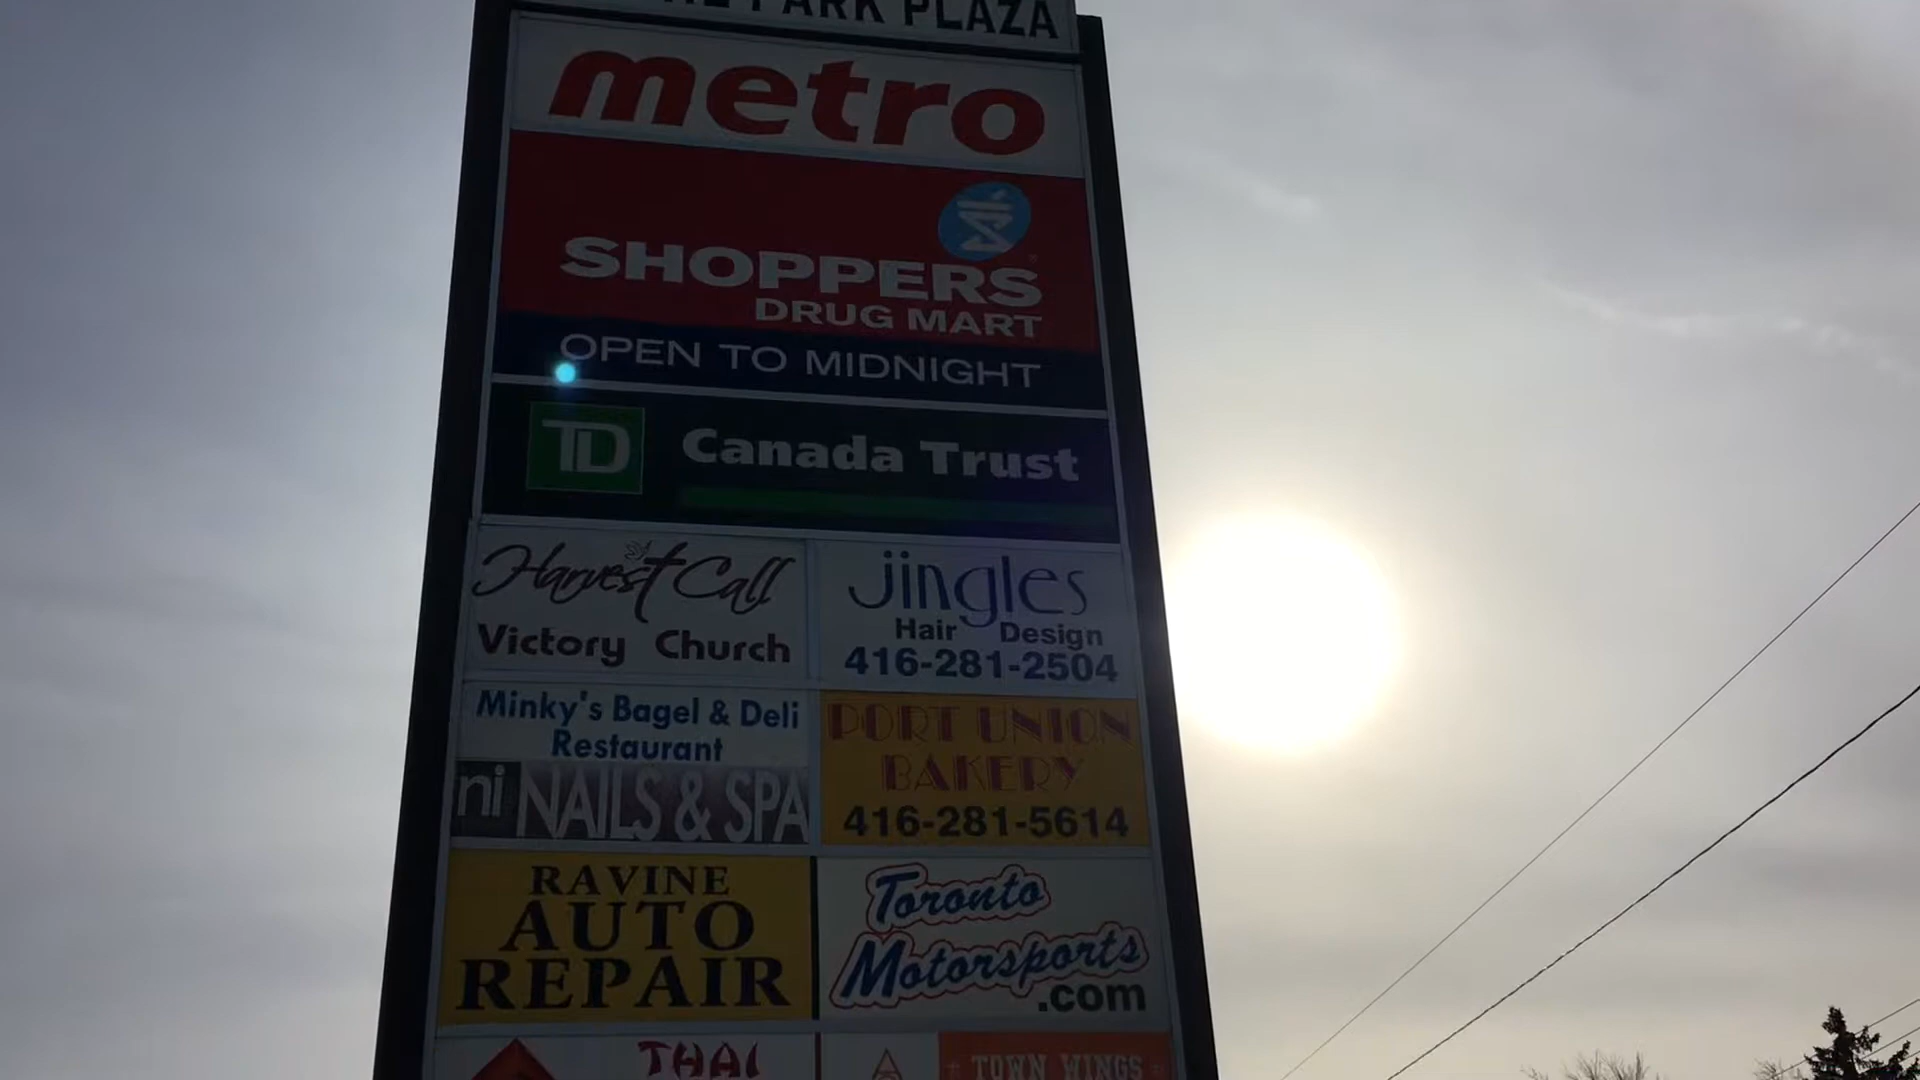 PARK PLAZA
metro
SHOPPERS
DRUG MART
OPEN TO MIDNIGHT
TD Canada Trust
Harvest Call
Victory Church
jingles
Hair Design
416-281-2504
Minky's Bagel & Deli
Restaurant
ni NAILS & SPA
PORT UNION
BAKERY
416-281-5614
RAVINE
AUTO
REPAIR
Toronto
Motorsports
.com
THAI
TOWN WINGS